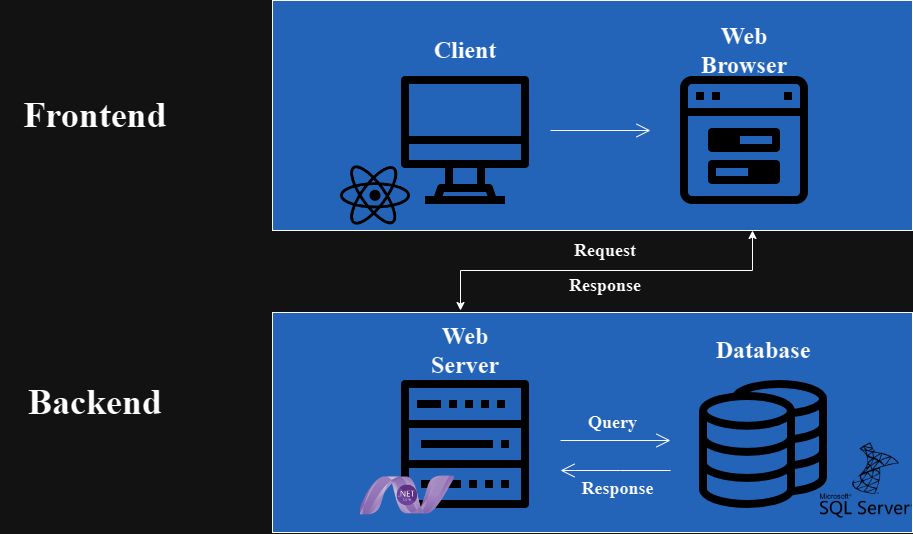 Frontend
Client
Web
Browser
Request
Response
Backend
Web
Server
Database
Query
Response
.NET
Microsoft®
SQL Server